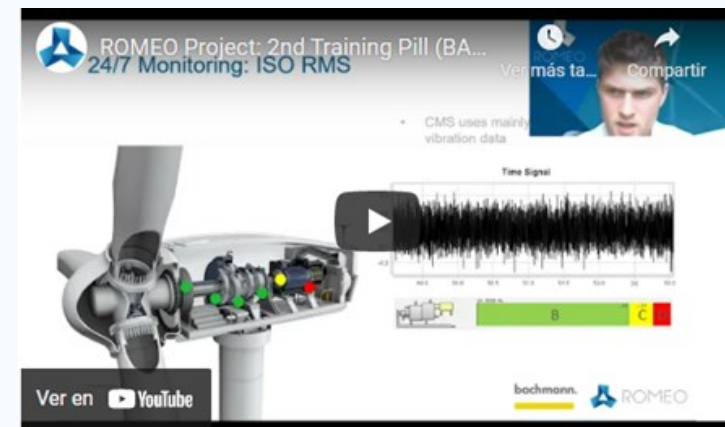 ROMEO Project: 2nd Training Pill (BA...
Ver más ta...
Compartir
24/7 Monitoring: ISO RMS
• CMS uses mainly
vibration data
Time Signal
B
C
Ver en YouTube
bachmann.
ROMEO